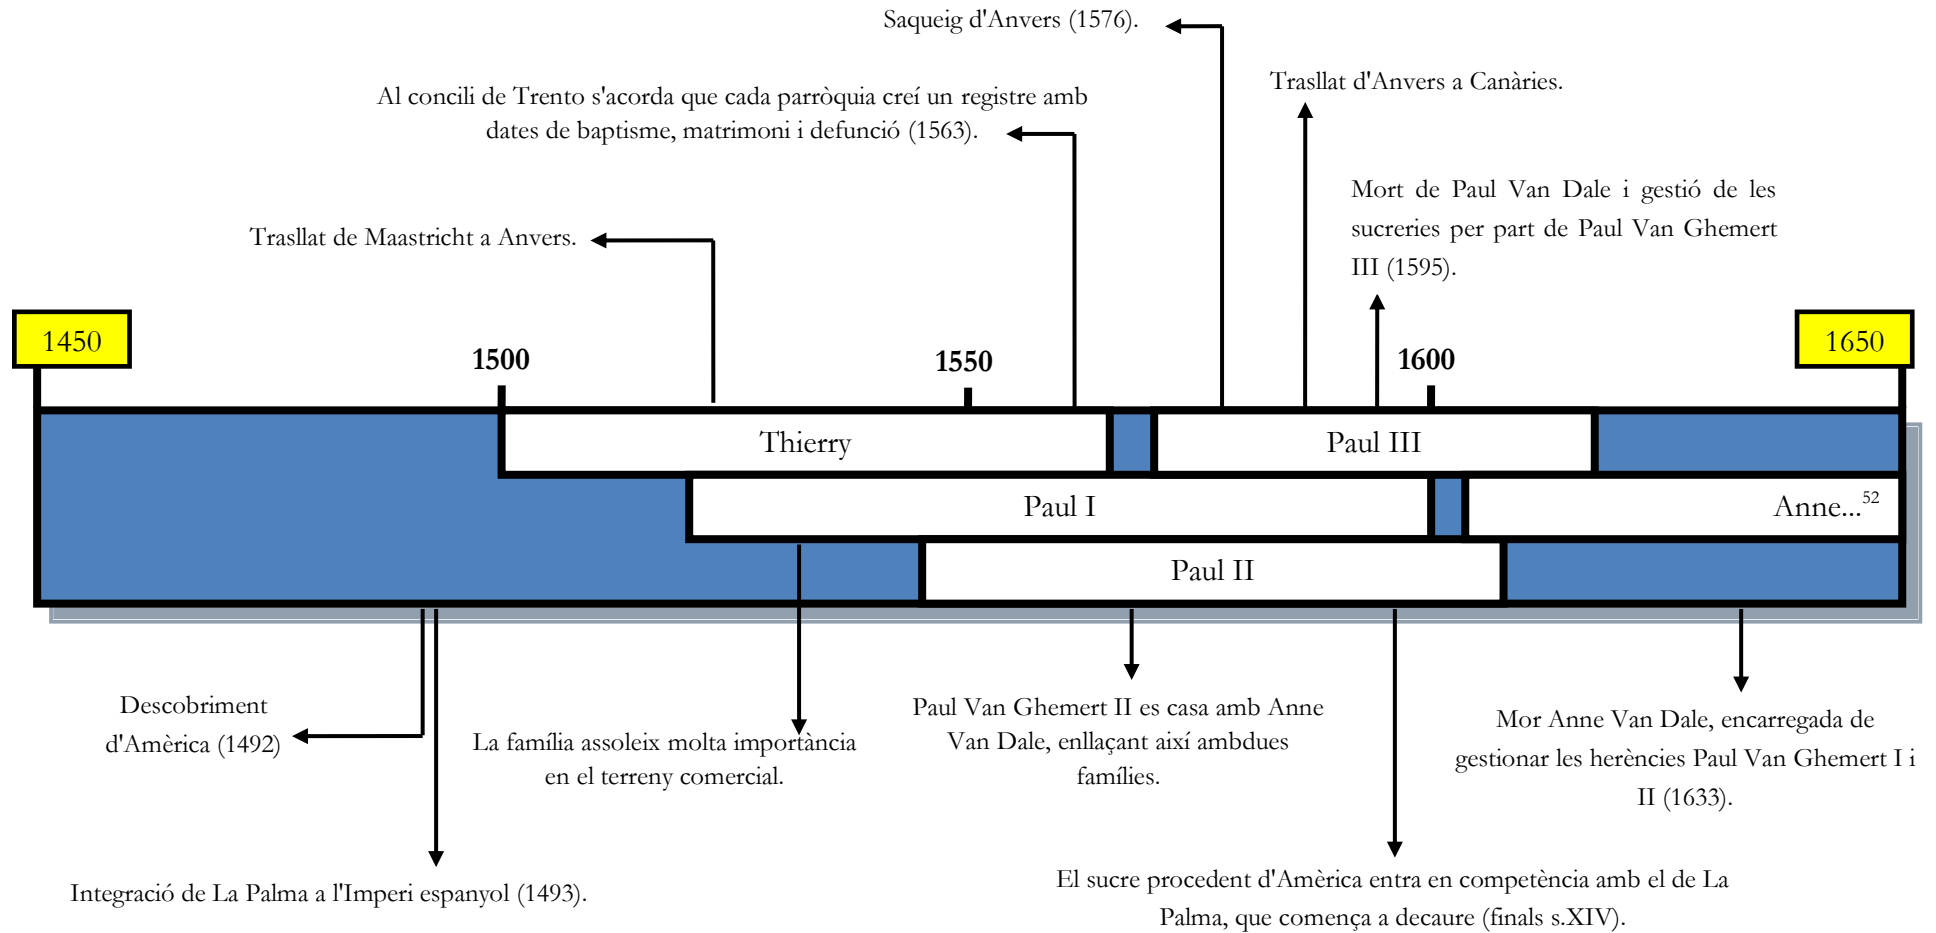 Saqueig d'Anvers (1576).
Al concili de Trento s'acorda que cada parròquia creí un registre amb
dates de baptisme, matrimoni i defunció (1563).
Trasllat d'Anvers a Canàries.
Trasllat de Maastricht a Anvers.
Mort de Paul Van Dale i gestió de les
sucreries per part de Paul Van Ghemert
III (1595).
1450
1500
1550
1600
1650
Thierry
Paul III
Paul I
Anne...52
Paul II
Descobriment
d'Amèrica (1492)
La família assoleix molta importància
en el terreny comercial.
Paul Van Ghemert II es casa amb Anne
Van Dale, enllaçant així ambdues
famílies.
Mor Anne Van Dale, encarregada de
gestionar les herències Paul Van Ghemert I i
II (1633).
Integració de La Palma a l'Imperi espanyol (1493).
El sucre procedent d'Amèrica entra en competència amb el de La
Palma, que comença a decaure (finals s.XIV).